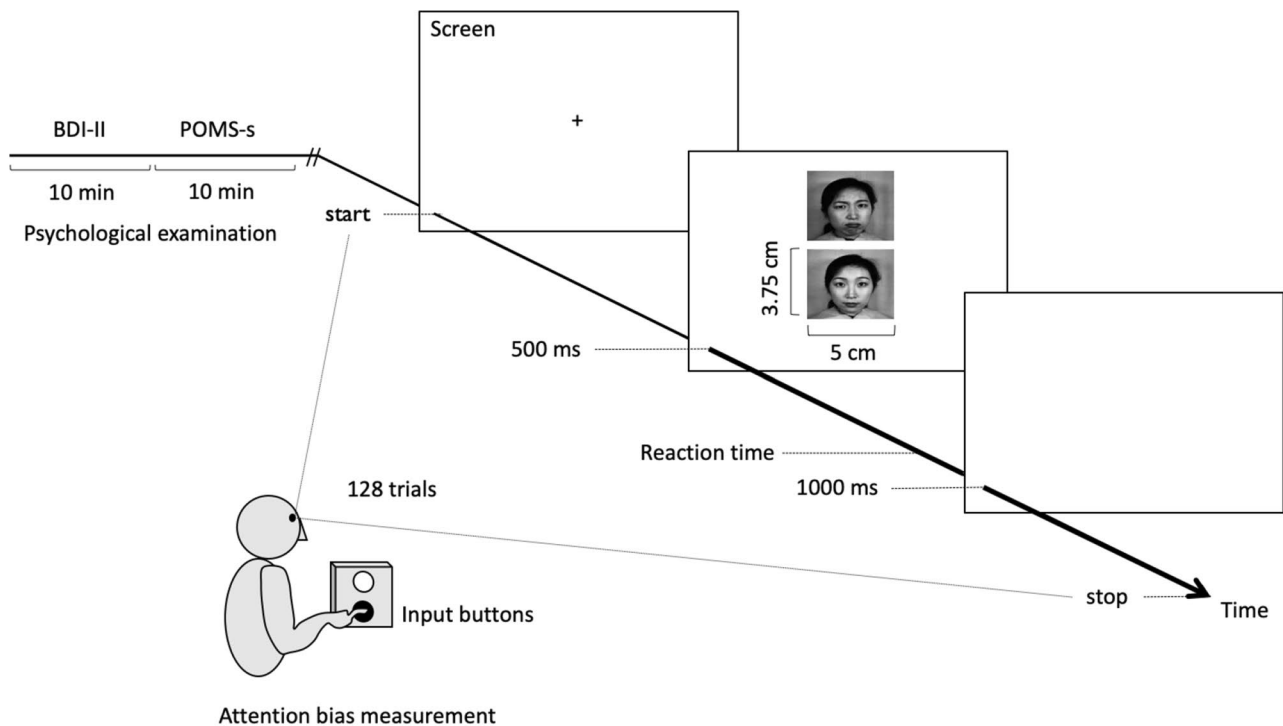 Screen
+
BDI-II
POMS-s
10 min
10 min
Psychological examination
start
3.75 cm
5 cm
500 ms
Reaction time
1000 ms
128 trials
Input buttons
stop
Time
Attention bias measurement